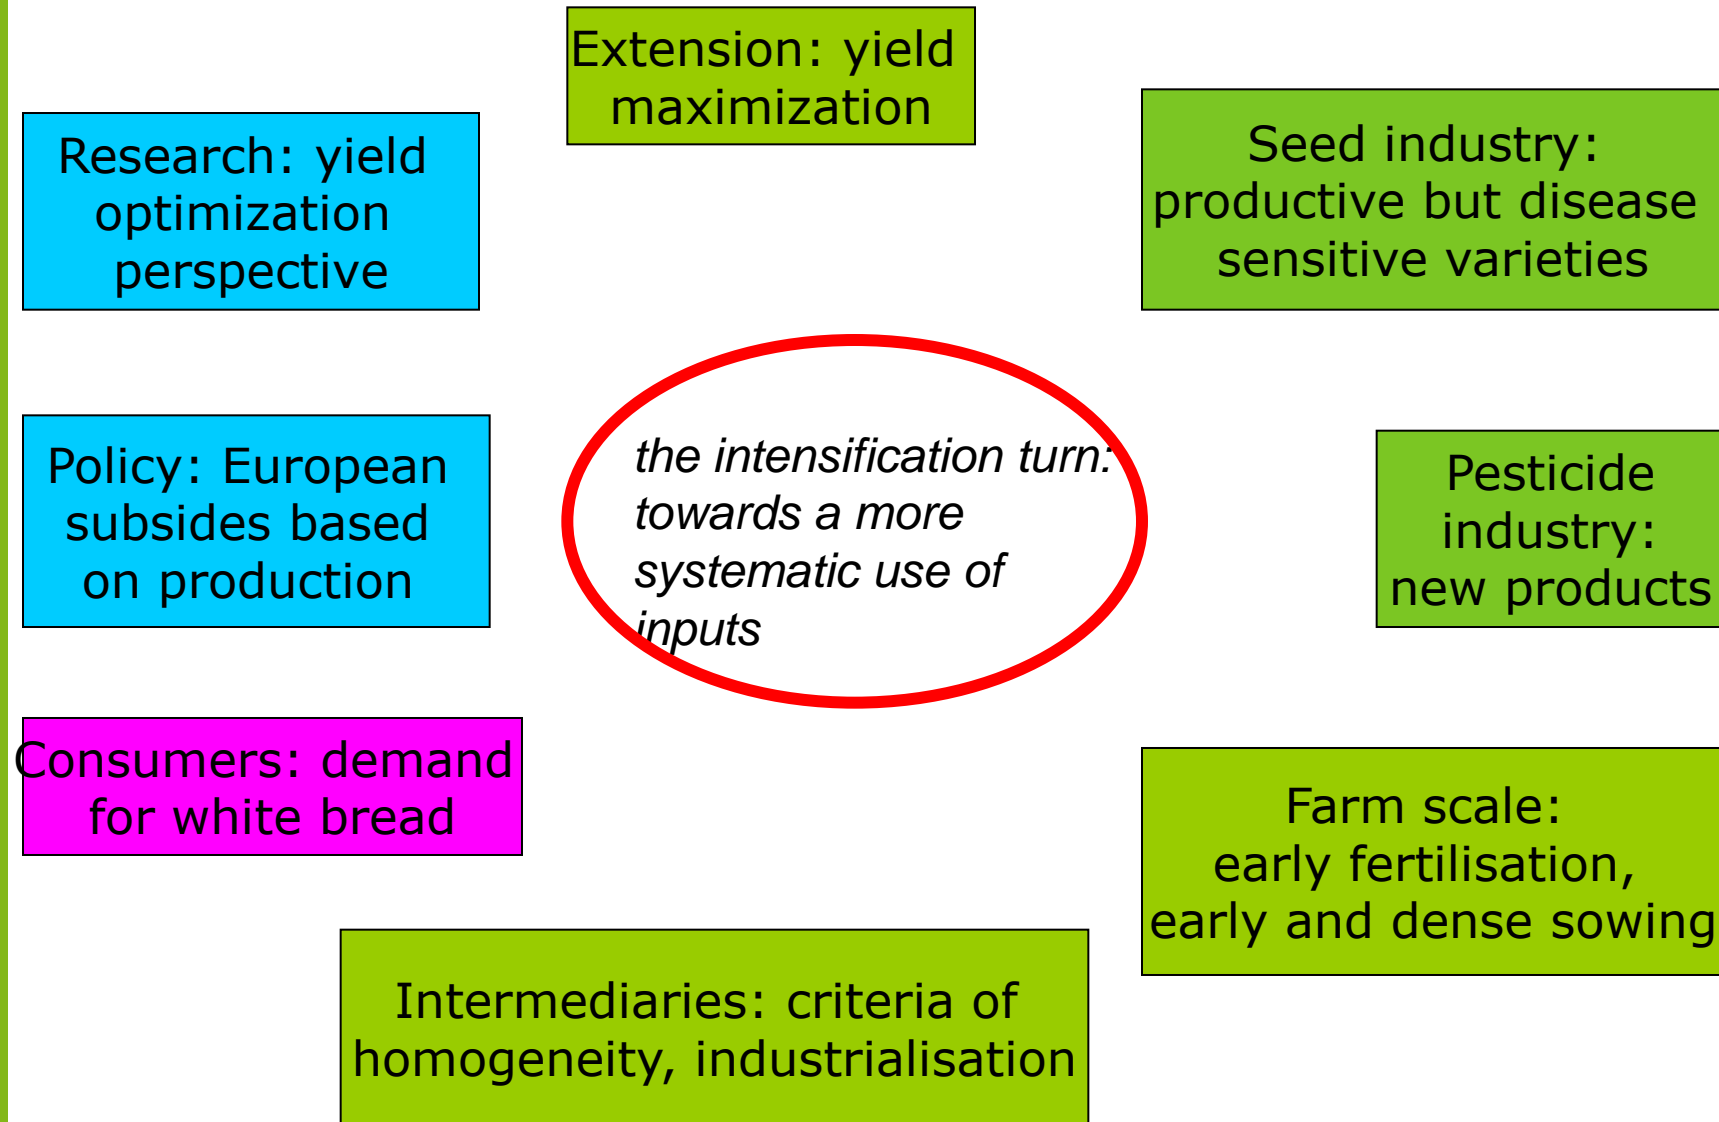 Extension: yield
maximization
Research: yield
optimization
perspective
Seed industry:
productive but disease
sensitive varieties
Policy: European
subsides based
on production
the intensification turn:
towards a more
systematic use of
inputs
Pesticide
industry:
new products
Consumers: demand
for white bread
Farm scale:
early fertilisation,
early and dense sowing
Intermediaries: criteria of
homogeneity, industrialisation